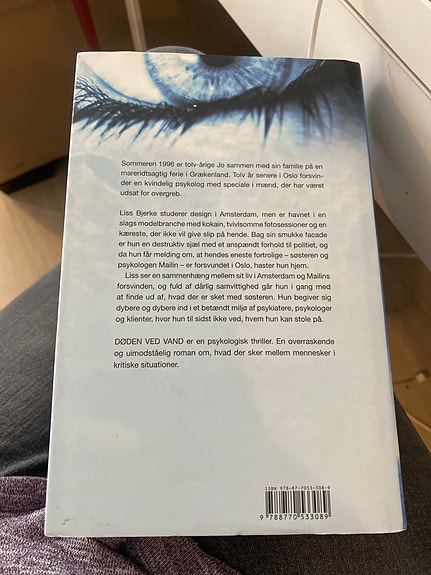 Sommeren 1996 er tolv-årige Jo sammen med sin familie på en
mareridtsagtig ferie i Grækenland. Tolv år senere i Oslo forsvin-
der en kvindelig psykolog med speciale i mænd, der har været
udsat for overgreb.
Liss Bjerke studerer design i Amsterdam, men er havnet i en
slags modelbranche med kokain, tvivlsomme fotosessioner og en
kæreste, der ikke vil give slip på hende. Bag sin smukke facade
er hun en destruktiv sjæl med et anspændt forhold til politiet, og
da hun får melding om, at hendes eneste fortrolige – søsteren og
psykologen Mailin – er forsvundet i Oslo, haster hun hjem.
Liss ser en sammenhæng mellem sit liv i Amsterdam og Mailins
forsvinden, og fuld af dårlig samvittighed går hun i gang med
at finde ud af, hvad der er sket med søsteren. Hun begiver sig
dybere og dybere ind i et betændt miljø af psykiatere, psykologer
og klienter, hvor hun til sidst ikke ved, hvem hun kan stole på.
DØDEN VED VAND er en psykologisk thriller. En overraskende
og uimodståelig roman om, hvad der sker mellem mennesker i
kritiske situationer.
ISBN 978-87-7053-308-9
9 788770 533089